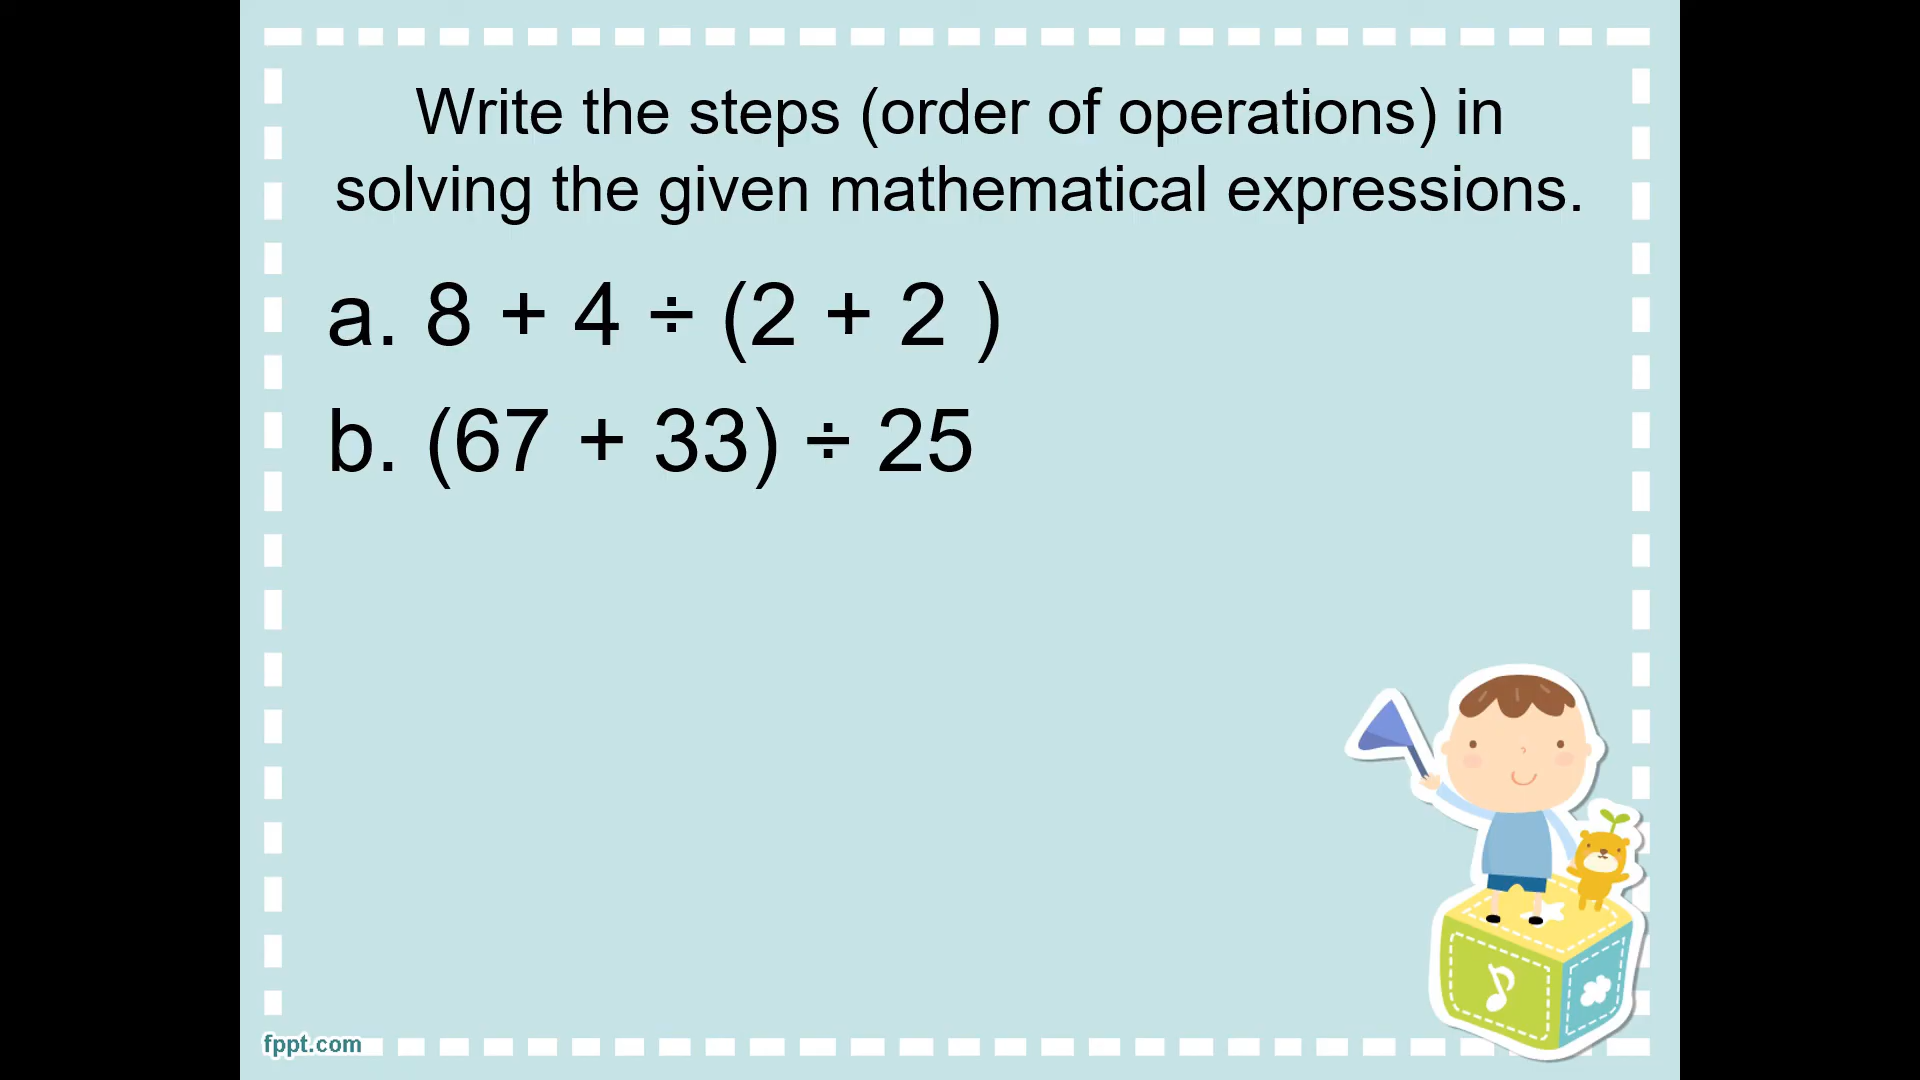 Write the steps (order of operations) in
solving the given mathematical expressions.
a. 8 + 4 ÷ (2 + 2 )
b. (67 + 33) ÷ 25
fppt.com